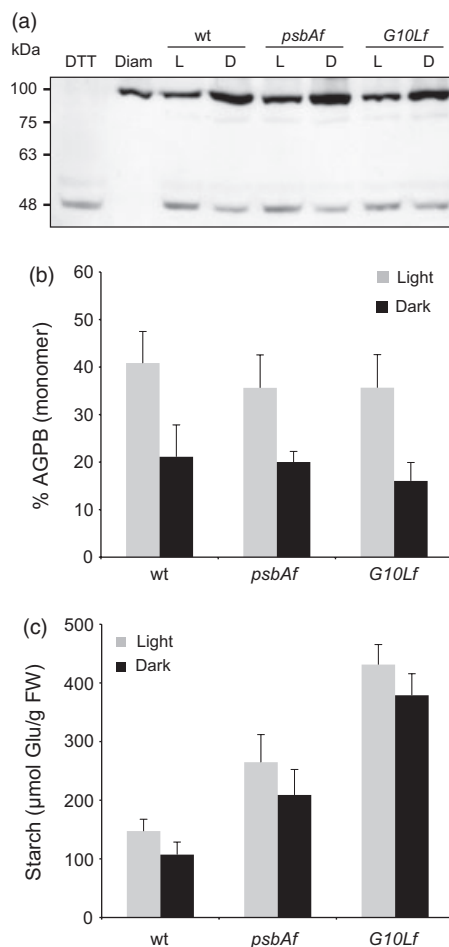 (a)
kDa DTT Diam wt psbAf G10Lf
L D L D L D
100
75
63
48
(b)
60
50
40
30
20
10
0
% AGPB (monomer)
Light
Dark
wt psbAf G10Lf
(c)
500
400
300
200
100
0
Starch (µmol Glu/g FW)
Light
Dark
wt psbAf G10Lf